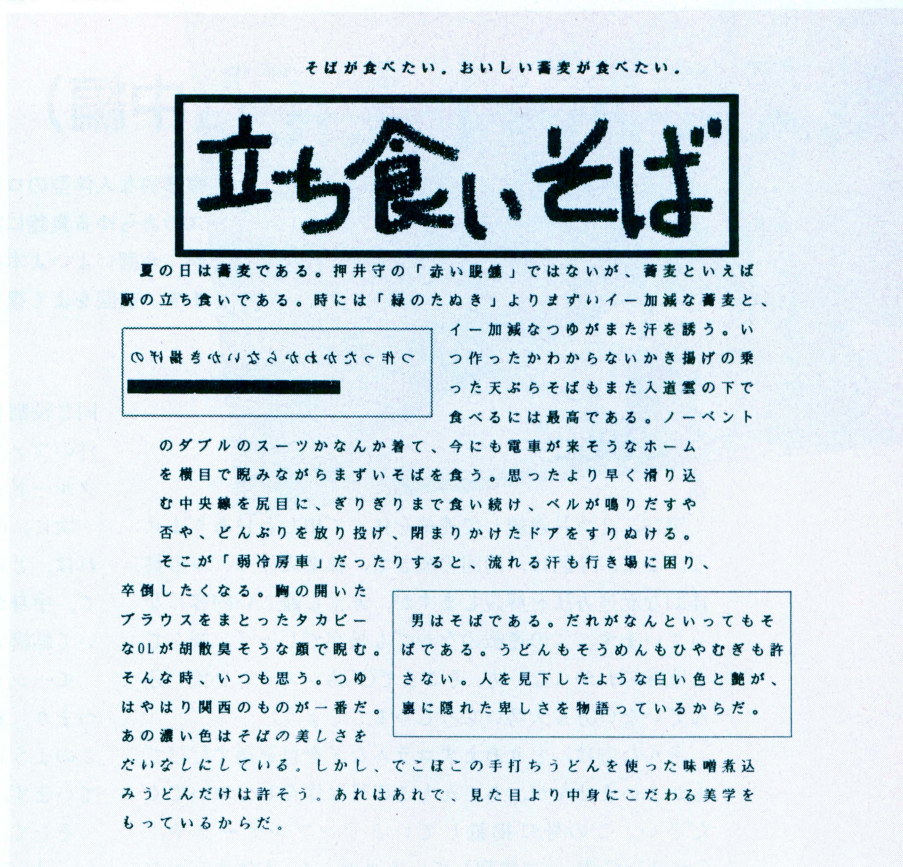 そばが食べたい。おいしい蕎麦が食べたい。
立ち食いそば
夏の日は蕎麦である。押井守の「赤い眼鏡」ではないが、蕎麦といえば
駅の立ち食いである。時には「緑のたぬき」よりまずいイー加減な蕎麦と、
イー加減なつゆがまた汗を誘う。い
つ作ったかわからないかき揚げの乗
った天ぷらそばもまた入道雲の下で
食べるには最高である。ノーベント
つ作ったかわからないかき揚げの
のダブルのスーツかなんか着て、今にも電車が来そうなホーム
を横目で睨みながらまずいそばを食う。思ったより早く滑り込
む中央線を尻目に、ぎりぎりまで食い続け、ベルが鳴りだすや
否や、どんぶりを放り投げ、閉まりかけたドアをすりぬける。
そこが「弱冷房車」だったりすると、流れる汗も行き場に困り、
卒倒したくなる。胸の開いた
ブラウスをまとったタカビー
なOLが胡散臭そうな顔で睨む。
そんな時、いつも思う。つゆ
はやはり関西のものが一番だ。
あの濃い色はそばの美しさを
だいなしにしている。しかし、でこぼこの手打ちうどんを使った味噌煮込
みうどんだけは許そう。あれはあれで、見た目より中身にこだわる美学を
もっているからだ。
男はそばである。だれがなんといってもそ
ばである。うどんもそうめんもひやむぎも許
さない。人を見下したような白い色と艶が、
裏に隠れた卑しさを物語っているからだ。